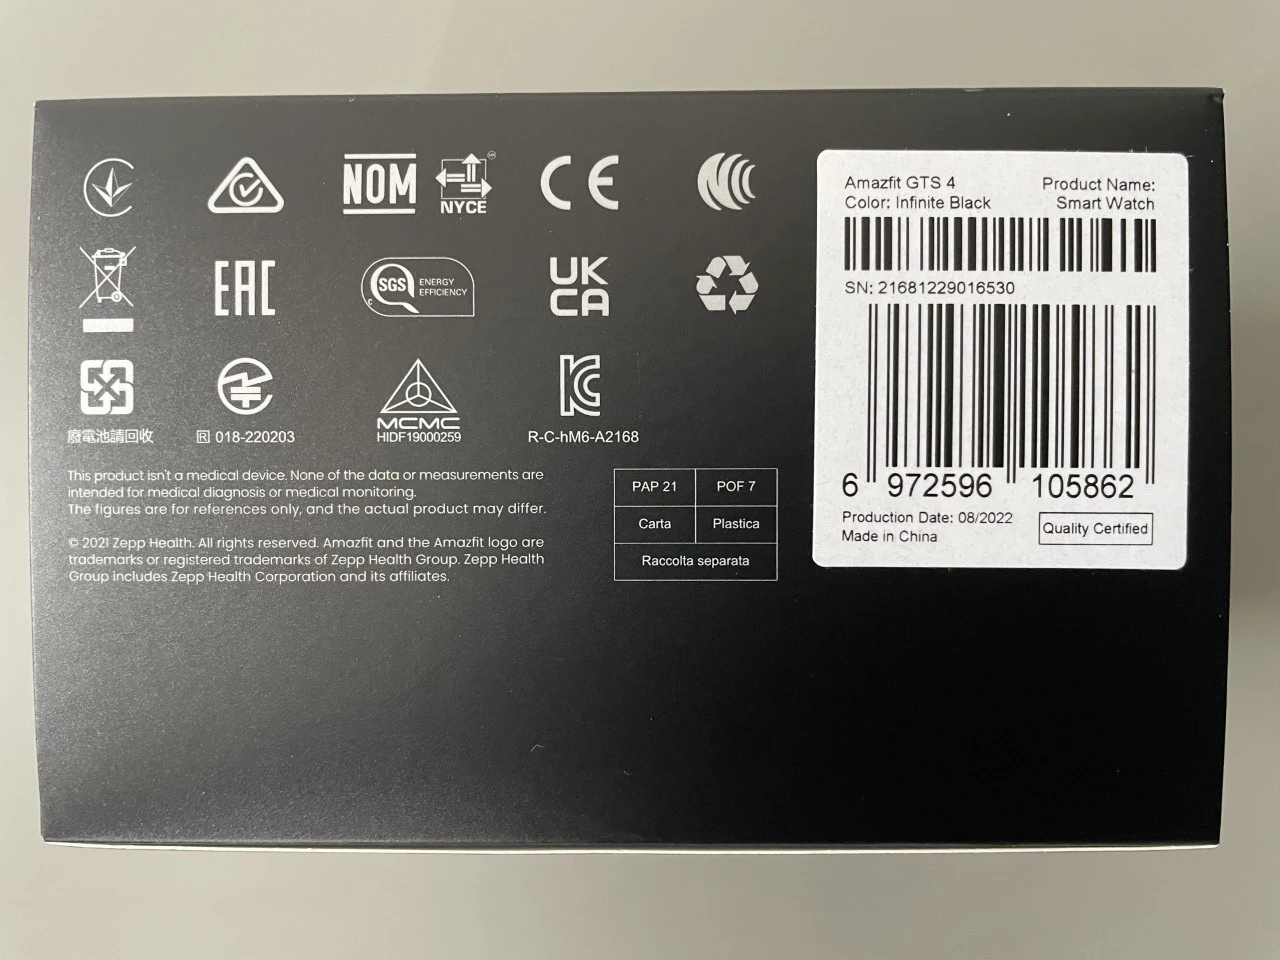 NOM
NYCE
CE
EAC
SGS ENERGY EFFICIENCY
C
UK
CA
廢電池請回收
R 018-220203
MCMC
HIDF19000259
R-C-hM6-A2168
This product isn't a medical device. None of the data or measurements are
intended for medical diagnosis or medical monitoring.
The figures are for references only, and the actual product may differ.
© 2021 Zepp Health. All rights reserved. Amazfit and the Amazfit logo are
trademarks or registered trademarks of Zepp Health Group. Zepp Health
Group includes Zepp Health Corporation and its affiliates.
PAP 21 POF 7
Carta Plastica
Raccolta separata
Amazfit GTS 4 Product Name:
Color: Infinite Black Smart Watch
SN: 21681229016530
6 972596 105862
Production Date: 08/2022
Made in China
Quality Certified